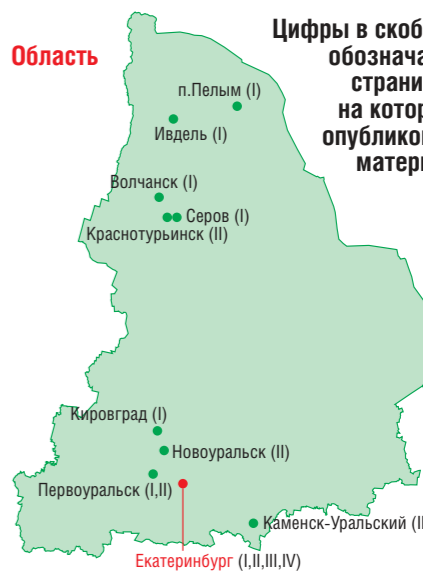 Область
Цифры в скоб
обознача
страни
на котор
опубликов
матери
п.Пелым (I)
Ивдель (I)
Волчанск (I)
Серов (I)
Краснотурьинск (II)
Кировград (I)
Новоуральск (II)
Первоуральск (I,II)
Каменск-Уральский (II
Екатеринбург (I,II,III,IV)